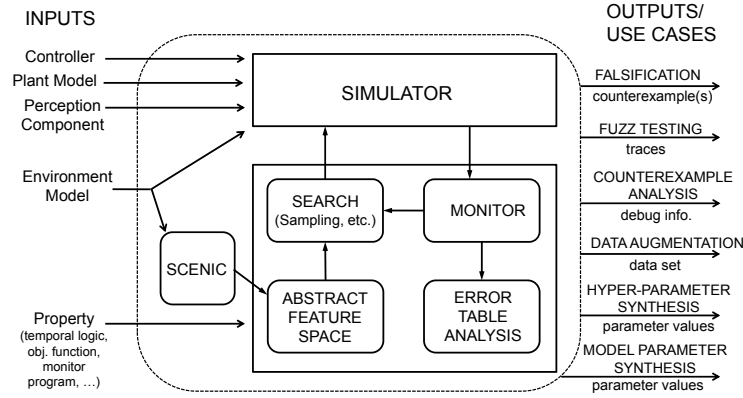 INPUTS
Controller
Plant Model
Perception
Component
Environment
Model
Property
(temporal logic,
obj. function,
monitor
program, …)
SIMULATOR
SEARCH
(Sampling, etc.)
MONITOR
SCENIC
ABSTRACT
FEATURE
SPACE
ERROR
TABLE
ANALYSIS
OUTPUTS/
USE CASES
FALSIFICATION
counterexample(s)
FUZZ TESTING
traces
COUNTEREXAMPLE
ANALYSIS
debug info.
DATA AUGMENTATION
data set
HYPER-PARAMETER
SYNTHESIS
parameter values
MODEL PARAMETER
SYNTHESIS
parameter values